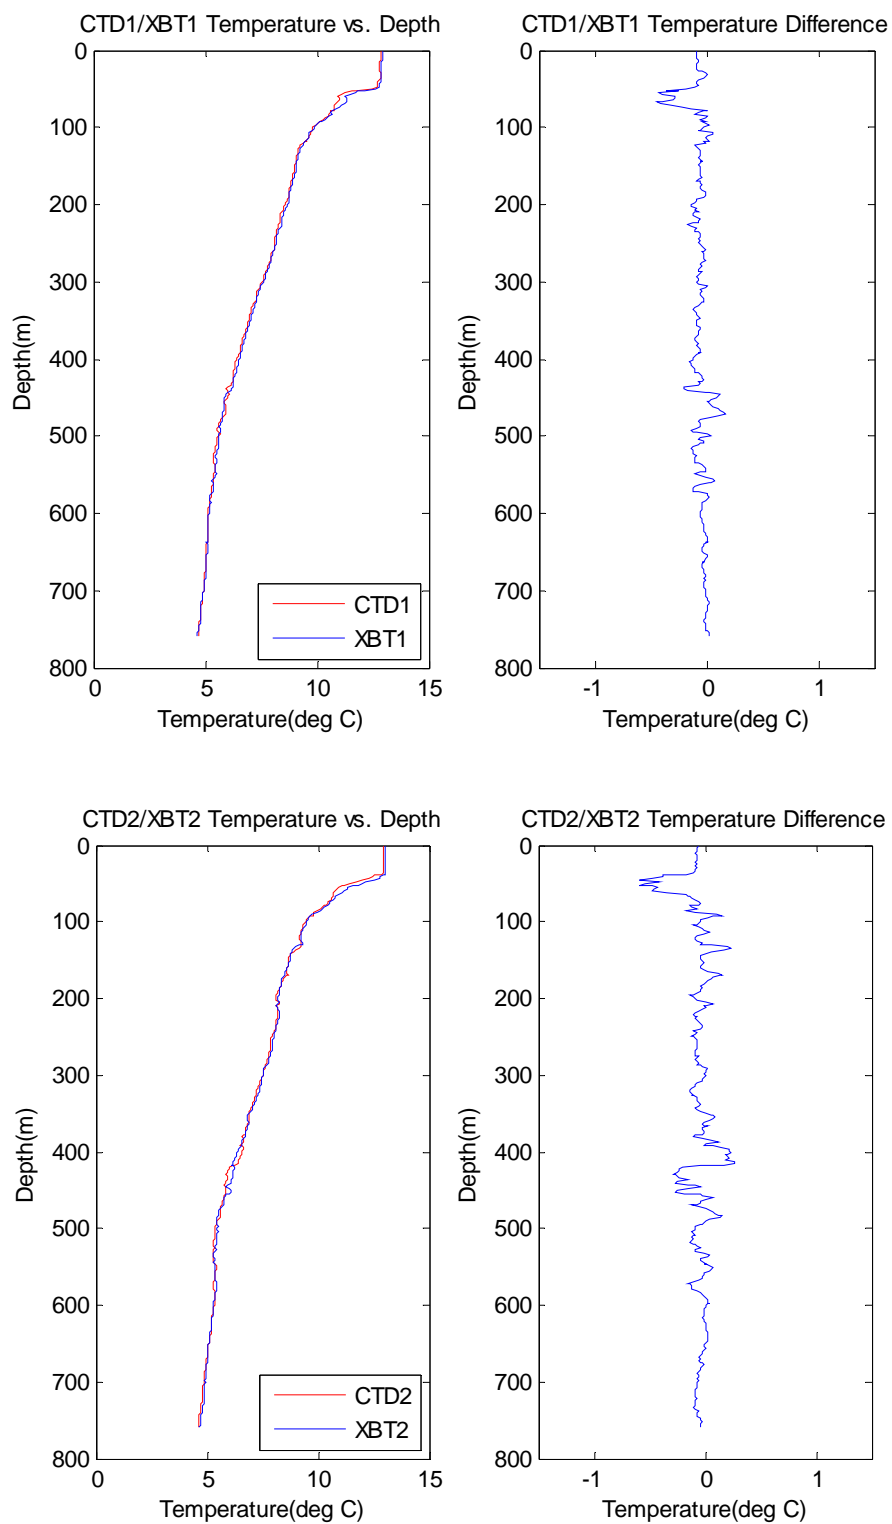 CTD1/XBT1 Temperature vs. Depth
0
100
200
300
400
500
600
700
800
Depth(m)
0 5 10 15
Temperature(deg C)
CTD1
XBT1
CTD1/XBT1 Temperature Difference
0
100
200
300
400
500
600
700
800
Depth(m)
-1 0 1
Temperature(deg C)
CTD2/XBT2 Temperature vs. Depth
0
100
200
300
400
500
600
700
800
Depth(m)
0 5 10 15
Temperature(deg C)
CTD2
XBT2
CTD2/XBT2 Temperature Difference
0
100
200
300
400
500
600
700
800
Depth(m)
-1 0 1
Temperature(deg C)